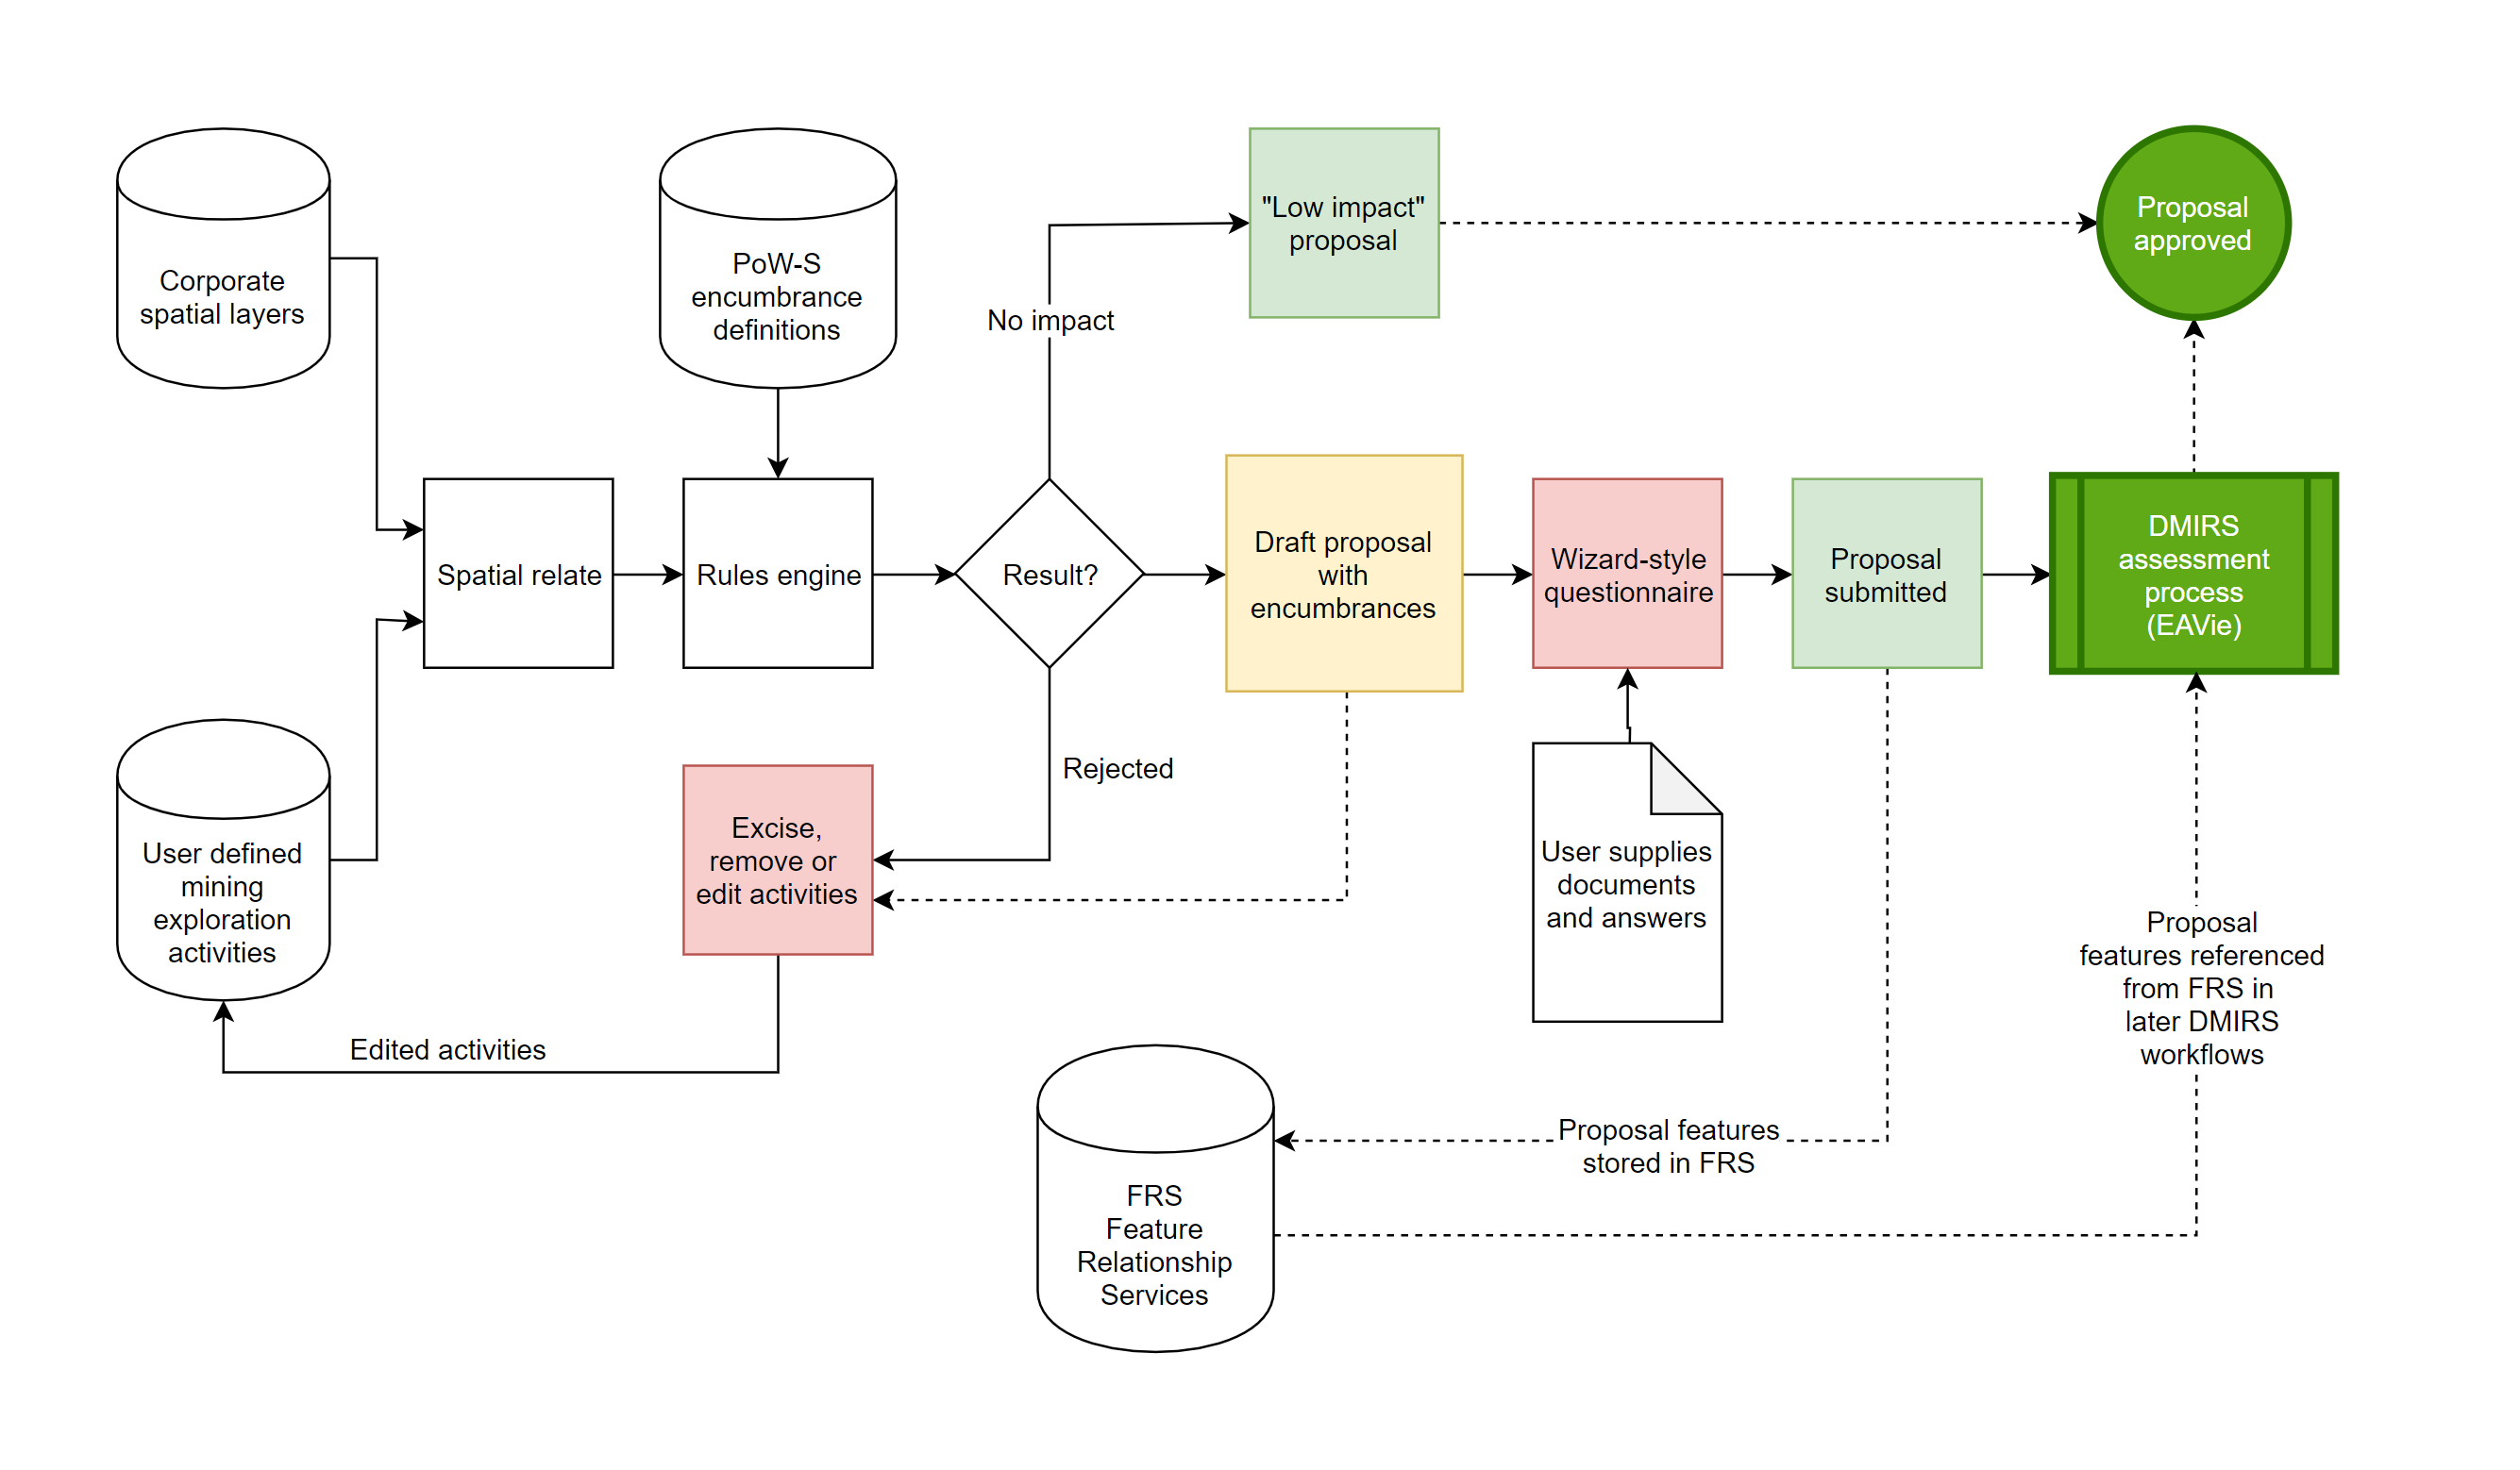 Corporate
spatial layers
PoW-S
encumbrance
definitions
No impact
"Low impact"
proposal
Proposal
approved
Spatial relate
Rules engine
Result?
Draft proposal
with
encumbrances
Wizard-style
questionnaire
Proposal
submitted
DMIRS
assessment
process
(EAVie)
User defined
mining
exploration
activities
Excise,
remove or
edit activities
Rejected
User supplies
documents
and answers
Proposal
features referenced
from FRS in
later DMIRS
workflows
Edited activities
Proposal features
stored in FRS
FRS
Feature
Relationship
Services